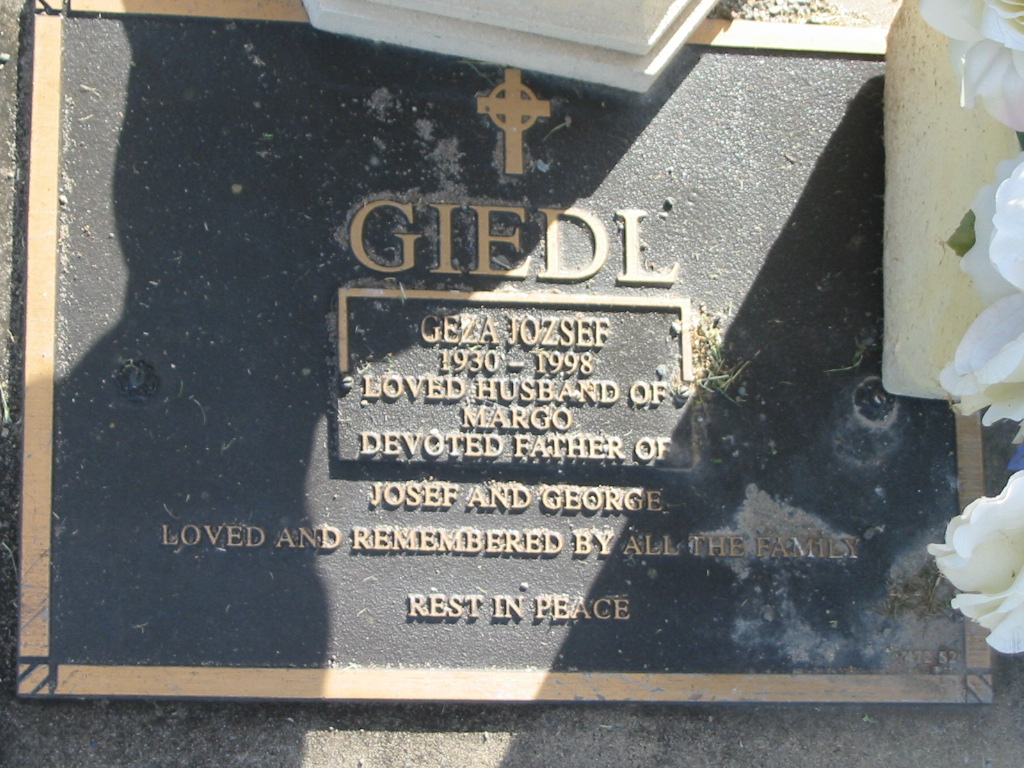 GIEDL
GEZA JOZSEF
1930 - 1998
LOVED HUSBAND OF
MARGO
DEVOTED FATHER OF
JOSEF AND GEORGE
LOVED AND REMEMBERED BY ALL THE FAMILY
REST IN PEACE